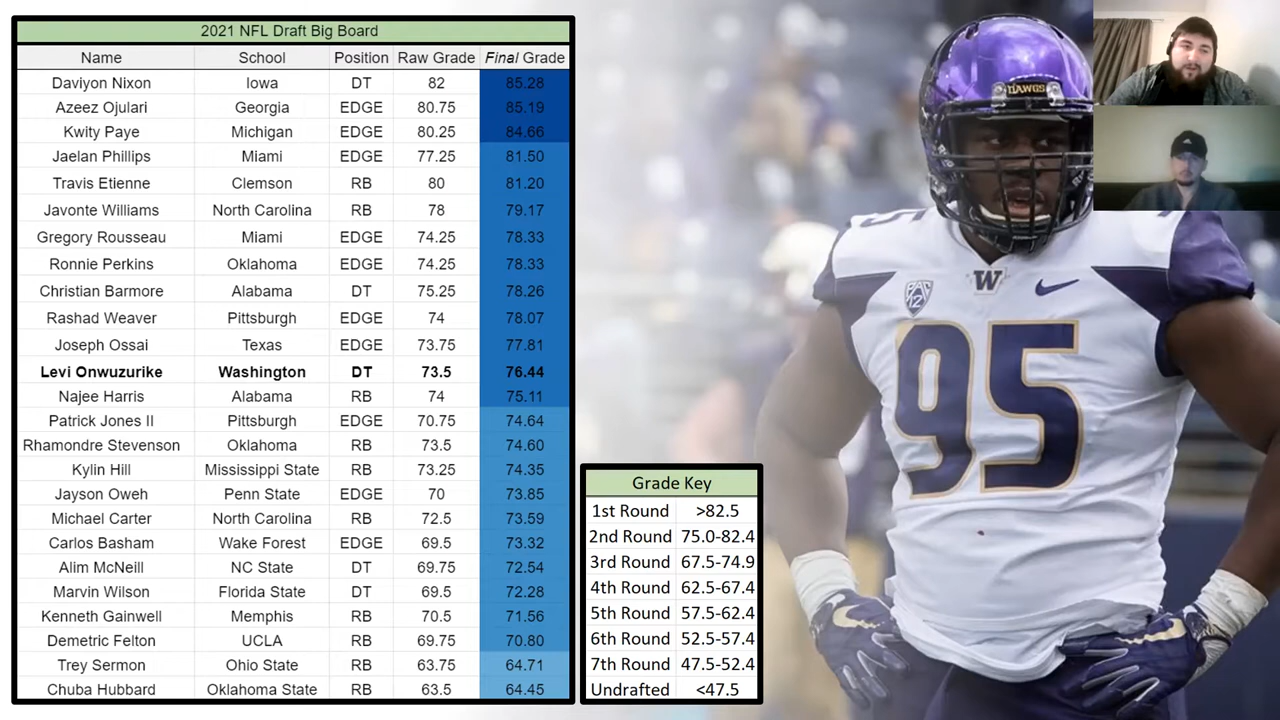 2021 NFL Draft Big Board
Name School Position Raw Grade Final Grade
Daviyon Nixon Iowa DT 82 85.28
Azeez Ojulari Georgia EDGE 80.75 85.19
Kwity Paye Michigan EDGE 80.25 84.66
Jaelan Phillips Miami EDGE 77.25 81.50
Travis Etienne Clemson RB 80 81.20
Javonte Williams North Carolina RB 78 79.17
Gregory Rousseau Miami EDGE 74.25 78.33
Ronnie Perkins Oklahoma EDGE 74.25 78.33
Christian Barmore Alabama DT 75.25 78.26
Rashad Weaver Pittsburgh EDGE 74 78.07
Joseph Ossai Texas EDGE 73.75 77.81
Levi Onwuzurike Washington DT 73.5 76.44
Najee Harris Alabama RB 74 75.11
Patrick Jones II Pittsburgh EDGE 70.75 74.64
Rhamondre Stevenson Oklahoma RB 73.5 74.60
Kylin Hill Mississippi State RB 73.25 74.35
Jayson Oweh Penn State EDGE 70 73.85
Michael Carter North Carolina RB 72.5 73.59
Carlos Basham Wake Forest EDGE 69.5 73.32
Alim McNeill NC State DT 69.75 72.54
Marvin Wilson Florida State DT 69.5 72.28
Kenneth Gainwell Memphis RB 70.5 71.56
Demetric Felton UCLA RB 69.75 70.80
Trey Sermon Ohio State RB 63.75 64.71
Chuba Hubbard Oklahoma State RB 63.5 64.45
Grade Key
1st Round >82.5
2nd Round 75.0-82.4
3rd Round 67.5-74.9
4th Round 62.5-67.4
5th Round 57.5-62.4
6th Round 52.5-57.4
7th Round 47.5-52.4
Undrafted <47.5
DAWGS
W
PAC
12
95
95